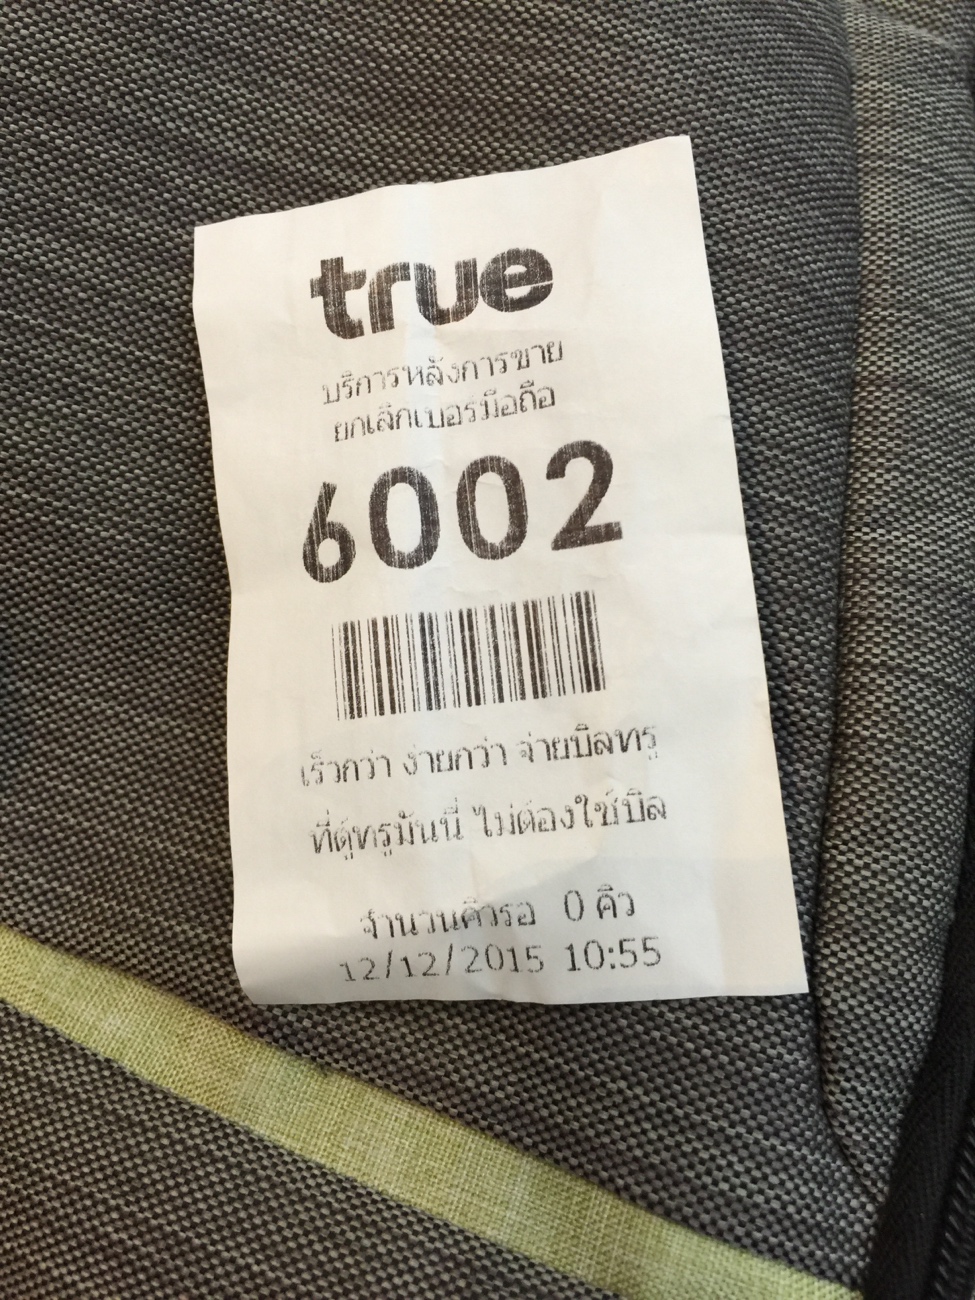 true
บริการหลังการขาย
ยกเลิกเบอร์มือถือ
6002
เร็วกว่า ง่ายกว่า จ่ายบิลทรู
ที่ตู้ทรูมันนี่ ไม่ต้องใช้บิล
จำนวนคิวรอ 0 คิว
12/12/2015 10:55